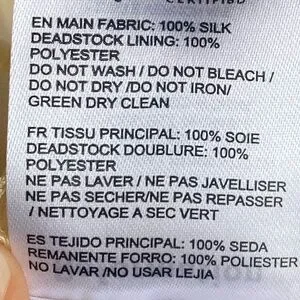 CERTIFIED
EN MAIN FABRIC: 100% SILK
DEADSTOCK LINING: 100%
POLYESTER
DO NOT WASH / DO NOT BLEACH /
DO NOT DRY /DO NOT IRON/
GREEN DRY CLEAN
FR TISSU PRINCIPAL: 100% SOIE
DEADSTOCK DOUBLURE: 100%
POLYESTER
NE PAS LAVER / NE PAS JAVELLISER
NE PAS SECHER/NE PAS REPASSER
/ NETTOYAGE A SEC VERT
ES TEJIDO PRINCIPAL: 100% SEDA
REMANENTE FORRO: 100% POLIESTER
NO LAVAR /NO USAR LEJIA